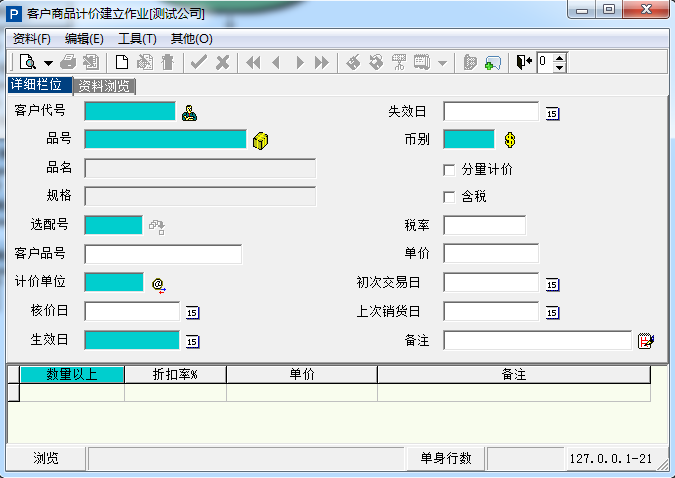 客户商品计价建立作业[测试公司]
资料(F) 编辑(E) 工具(T) 其他(O)
0
详细栏位 资料浏览
客户代号 失效日 15
品号 币别
品名 分量计价
规格 含税
选配号 税率
客户品号 单价
计价单位 初次交易日 15
核价日 15 上次销货日 15
生效日 15 备注
数量以上 折扣率% 单价 备注
浏览 单身行数 127.0.0.1-21